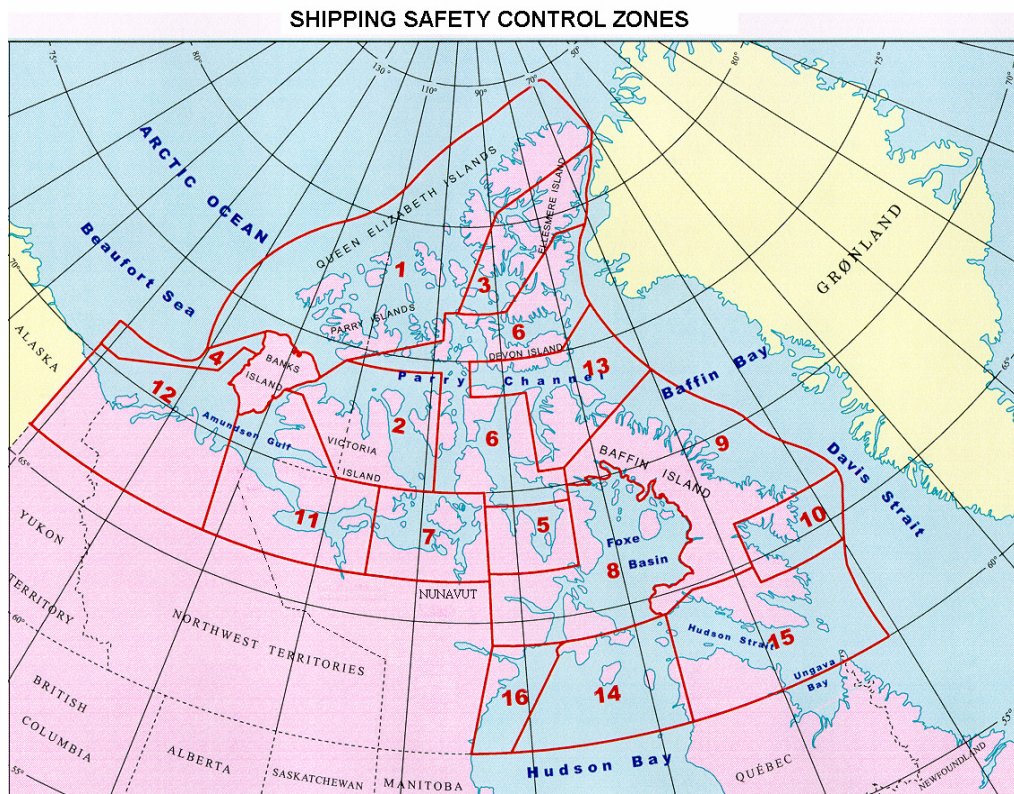 SHIPPING SAFETY CONTROL ZONES
75°
80°
130°
110°
90°
70°
50°
80°
75°
70°
ARCTIC OCEAN
Beaufort Sea
QUEEN ELIZABETH ISLANDS
ELLESMERE ISLAND
GRØNLAND
1
3
PARRY ISLANDS
6
DEVON ISLAND
70°
ALASKA
4
BANKS
ISLAND
12
Parry Channel
13
Baffin Bay
65°
Amundsen Gulf
2
VICTORIA
ISLAND
6
9
BAFFIN ISLAND
Davis Strait
65°
11
7
5
10
Foxe
Basin
8
60°
YUKON
TERRITORY
NUNAVUT
NORTHWEST TERRITORIES
60°
Hudson Strait
15
Ungava
Bay
16
14
BRITISH
COLUMBIA
ALBERTA
SASKATCHEWAN
MANITOBA
Hudson Bay
QUÉBEC
NEWFOUNDLAND
55°
55°